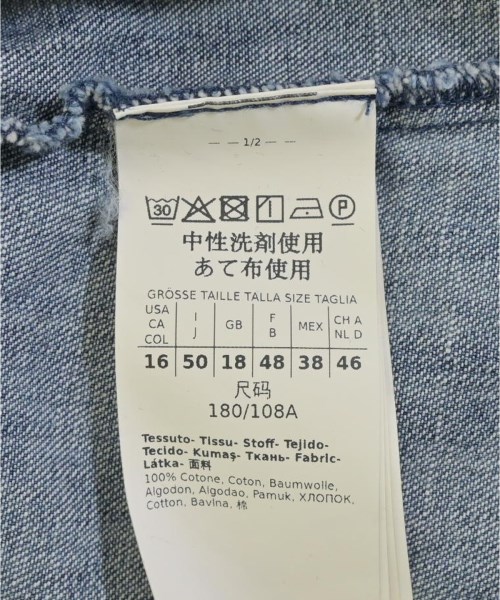 — — 1/2 — —
30 P
中性洗剤使用
あて布使用
GRÖSSE TAILLE TALLA SIZE TAGLIA
USA CA COL | I J | GB | F B | MEX | CH A NL D
16 | 50 | 18 | 48 | 38 | 46
尺码
180/108A
Tessuto- Tissu- Stoff- Tejido-
Tecido- Kumaş- Ткань- Fabric-
Látka- 面料
100% Cotone, Coton, Baumwolle,
Algodon, Algodao, Pamuk, ХЛОПОК,
Cotton, Bavlna, 棉